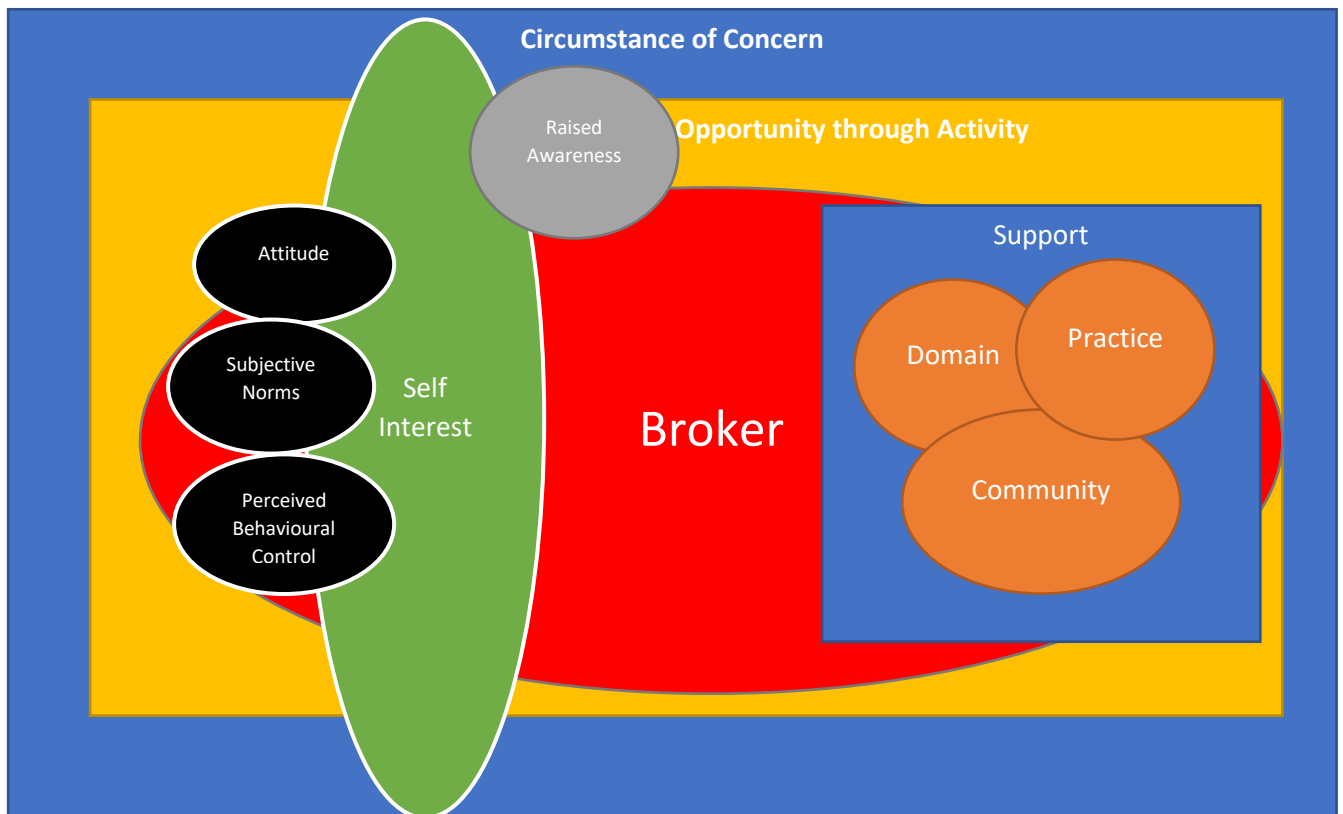 Circumstance of Concern
Raised
Awareness
Opportunity through Activity
Attitude
Subjective
Norms
Perceived
Behavioural
Control
Self
Interest
Broker
Support
Domain
Practice
Community